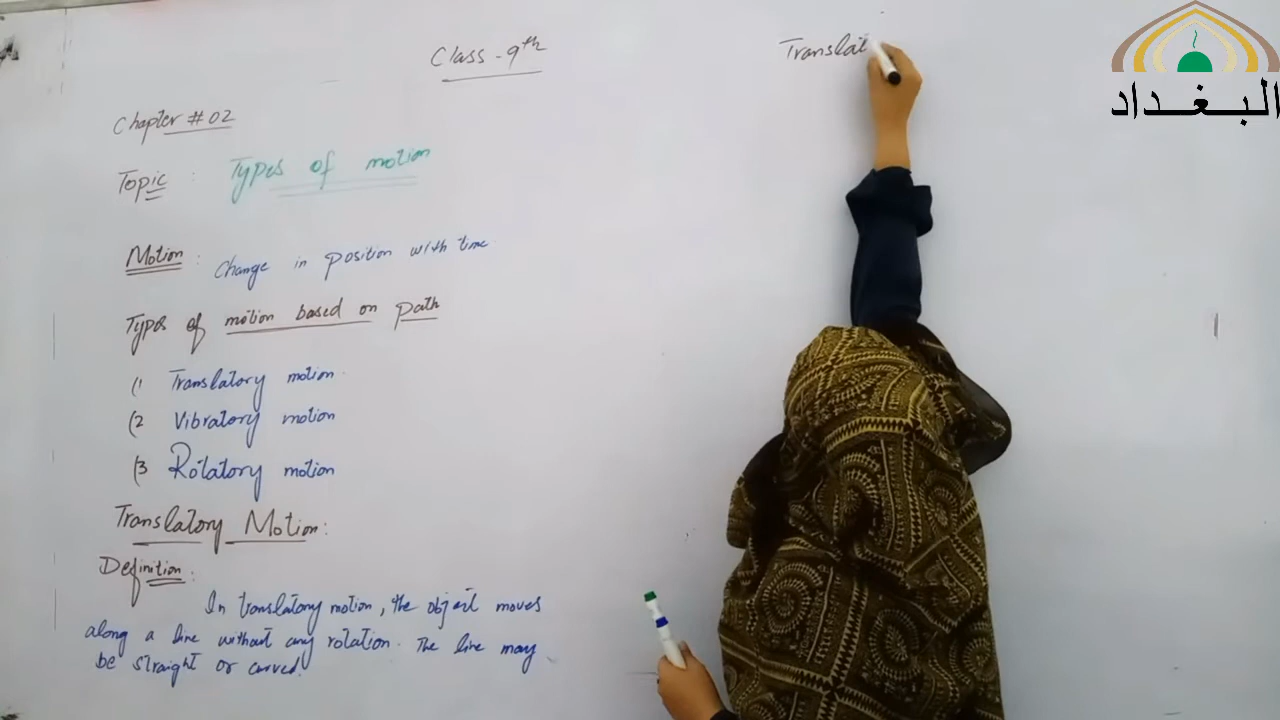 Class - 9th
Chapter # 02
Topic : Types of motion
Motion : Change in position with time
Types of motion based on path
(1 Translatory motion
(2 Vibratory motion
(3 Rotatory motion
Translatory Motion:
Definition :
In translatory motion, the object moves
along a line without any rotation. The line may
be straight or curved.
Translat
البغداد